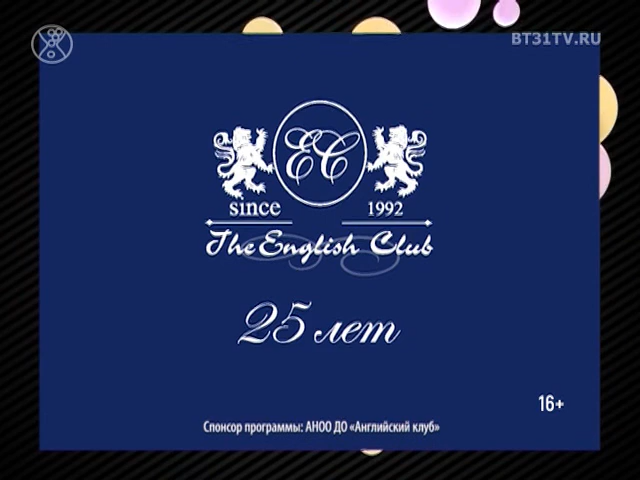 BT31TV.RU
EC
since 1992
The English Club
25 лет
16+
Спонсор программы: АНОО ДО «Английский клуб»